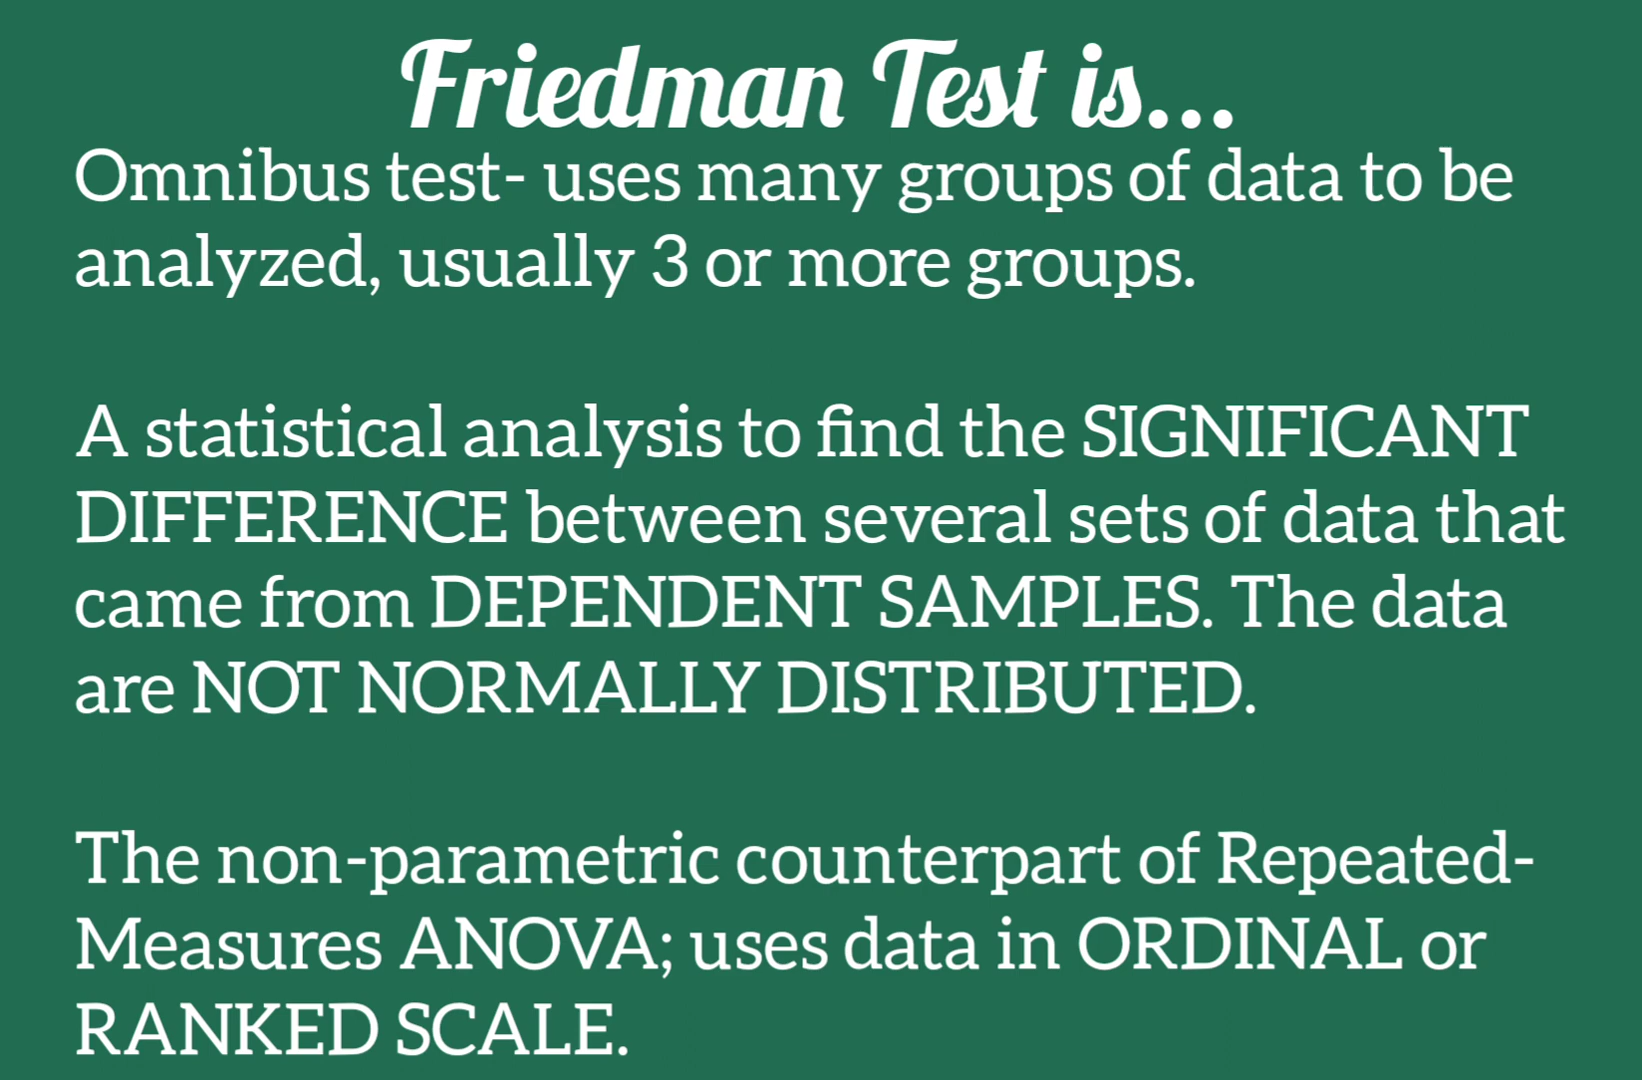 Friedman Test is...
Omnibus test- uses many groups of data to be
analyzed, usually 3 or more groups.
A statistical analysis to find the SIGNIFICANT
DIFFERENCE between several sets of data that
came from DEPENDENT SAMPLES. The data
are NOT NORMALLY DISTRIBUTED.
The non-parametric counterpart of Repeated-
Measures ANOVA; uses data in ORDINAL or
RANKED SCALE.